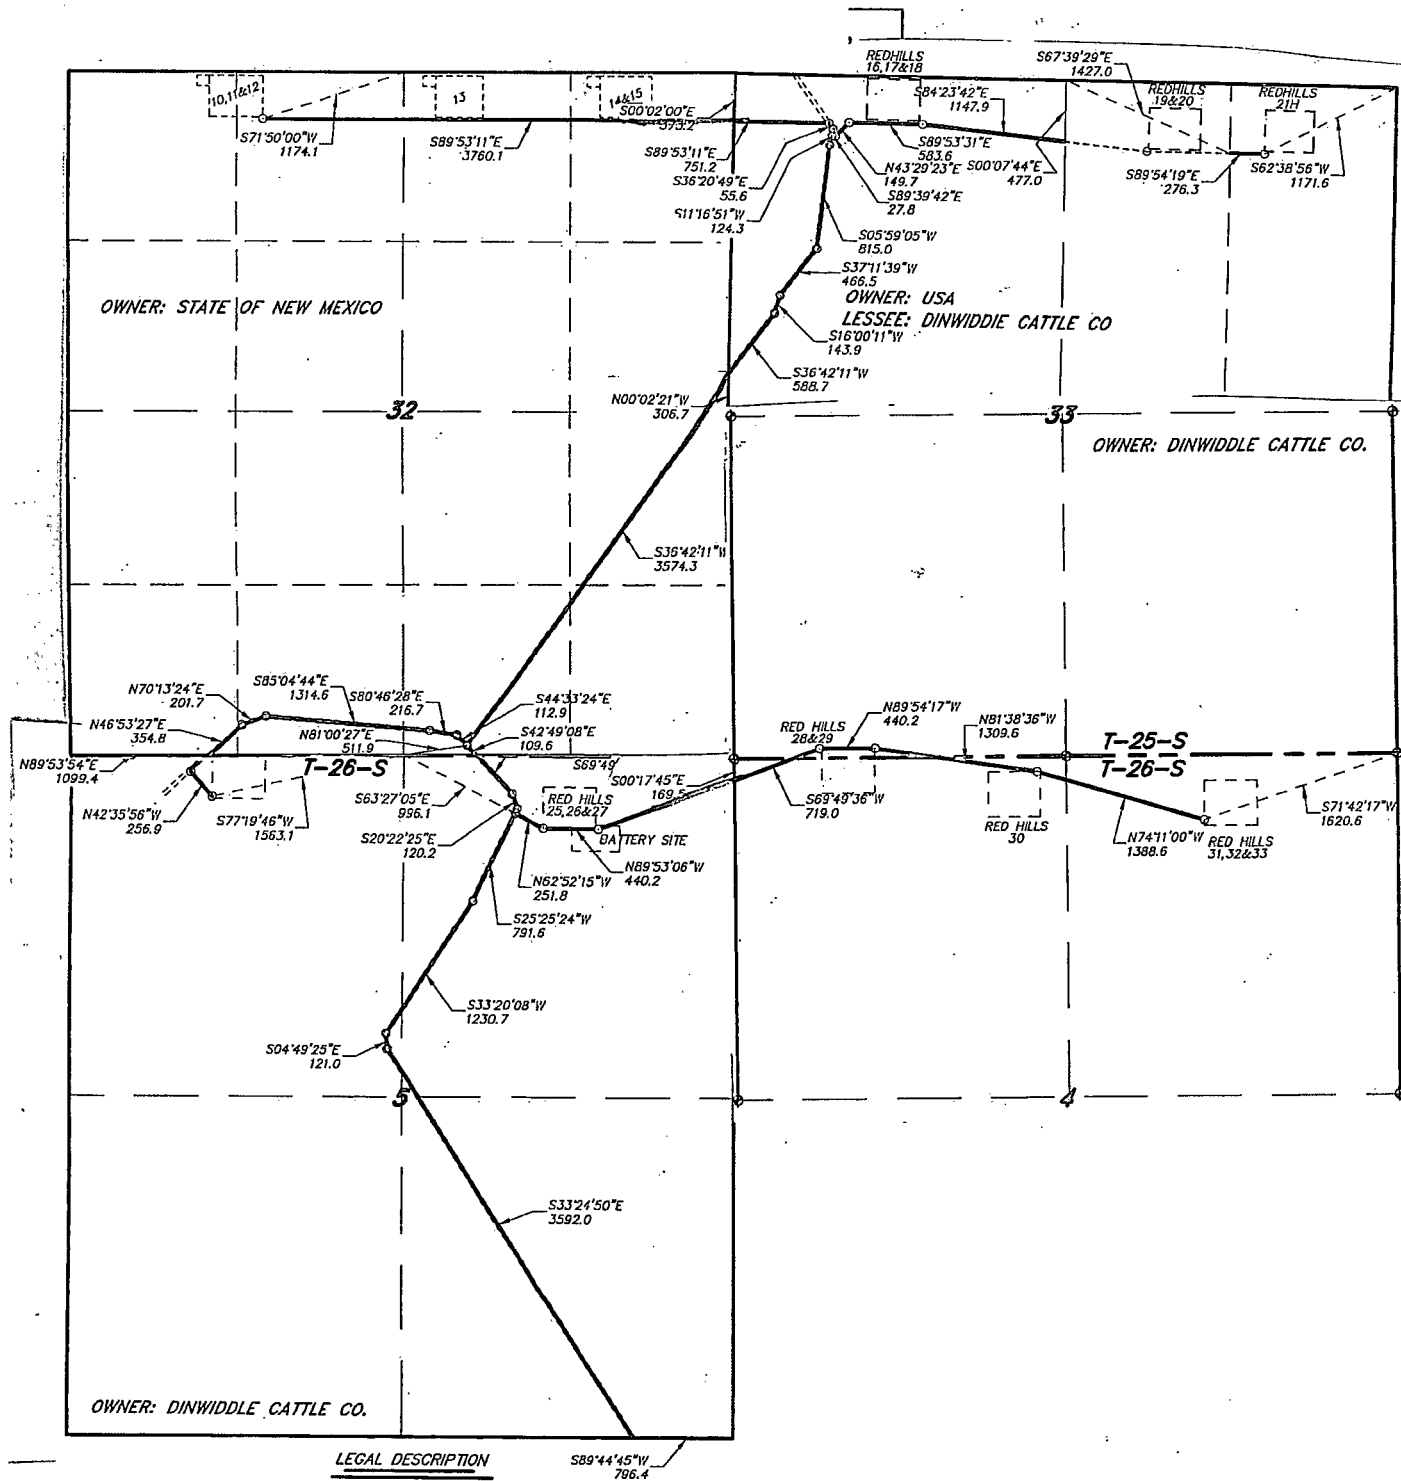 REDHILLS
16,17&18
S67°39'29"E
1427.0
10,11&12
13
14&15
S00°02'00"E
393.2
S84°23'42"E
1147.9
REDHILLS
19&20
REDHILLS
21H
S71°50'00"W
1174.1
S89°53'11"E
3760.1
S89°53'11"E
751.2
S36°20'49"E
55.6
S11°16'51"W
124.3
S89°53'31"E
583.6
N43°29'23"E
149.7
S89°39'42"E
27.8
S00°07'44"E
477.0
S89°54'19"E
276.3
S62°38'56"W
1171.6
S05°59'05"W
815.0
S37°11'39"W
466.5
OWNER: STATE OF NEW MEXICO
OWNER: USA
LESSEE: DINWIDDIE CATTLE CO
S16°00'11"W
143.9
S36°42'11"W
588.7
N00°02'21"W
306.7
32
33
OWNER: DINWIDDLE CATTLE CO.
S36°42'11"W
3574.3
N70°13'24"E
201.7
S85°04'44"E
1314.6
S80°46'28"E
216.7
S44°33'24"E
112.9
N46°53'27"E
354.8
N81°00'27"E
511.9
S42°49'08"E
109.6
RED HILLS
28&29
N89°54'17"W
440.2
N81°38'36"W
1309.6
N89°53'54"E
1099.4
T-26-S
S69°49'
T-25-S
T-26-S
S00°17'45"E
169.5
N42°35'56"W
256.9
S77°19'46"W
1563.1
S63°27'05"E
996.1
RED HILLS
25,26&27
S69°49'36"W
719.0
S20°22'25"E
120.2
BATTERY SITE
RED HILLS
30
N74°11'00"W
1388.6
RED HILLS
31,32&33
S71°42'17"W
1620.6
N62°52'15"W
251.8
N89°53'06"W
440.2
S25°25'24"W
791.6
S33°20'08"W
1230.7
S04°49'25"E
121.0
5
4
S33°24'50"E
3592.0
OWNER: DINWIDDLE CATTLE CO.
LEGAL DESCRIPTION
S89°44'45"W
796.4